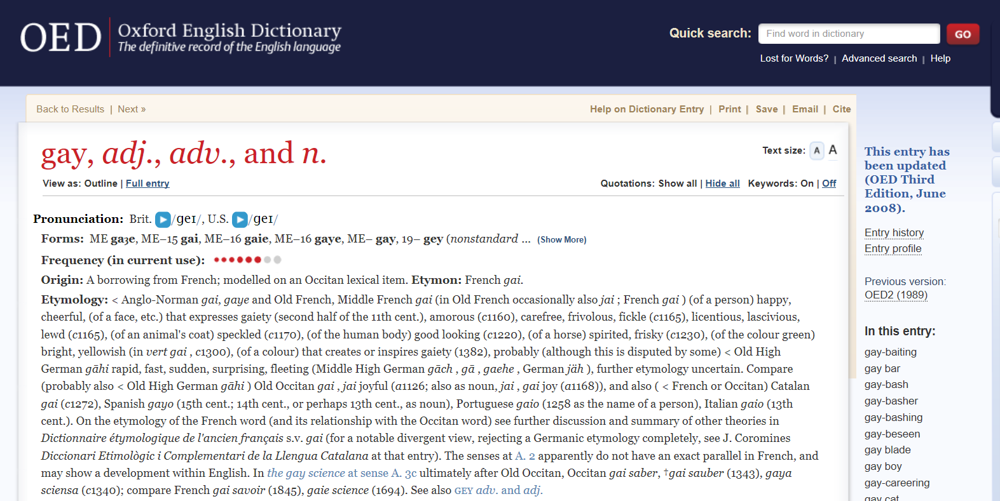 OED Oxford English Dictionary
The definitive record of the English language
Quick search: Find word in dictionary GO
Lost for Words? | Advanced search | Help
Back to Results | Next »
Help on Dictionary Entry | Print | Save | Email | Cite
gay, adj., adv., and n.
Text size: A A
View as: Outline | Full entry
Quotations: Show all | Hide all Keywords: On | Off
Pronunciation: Brit. /ɡeɪ/, U.S. /ɡeɪ/
Forms: ME gaȝe, ME–15 gai, ME–16 gaie, ME–16 gaye, ME– gay, 19– gey (nonstandard ... (Show More)
Frequency (in current use):
Origin: A borrowing from French; modelled on an Occitan lexical item. Etymon: French gai.
Etymology: < Anglo-Norman gai, gaye and Old French, Middle French gai (in Old French occasionally also jai ; French gai ) (of a person) happy,
cheerful, (of a face, etc.) that expresses gaiety (second half of the 11th cent.), amorous (c1160), carefree, frivolous, fickle (c1165), licentious, lascivious,
lewd (c1165), (of an animal's coat) speckled (c1170), (of the human body) good looking (c1220), (of a horse) spirited, frisky (c1230), (of the colour green)
bright, yellowish (in vert gai , c1300), (of a colour) that creates or inspires gaiety (1382), probably (although this is disputed by some) < Old High
German gāhi rapid, fast, sudden, surprising, fleeting (Middle High German gāch , gā , gaehe , German jäh ), further etymology uncertain. Compare
(probably also < Old High German gāhi ) Old Occitan gai , jai joyful (a1126; also as noun, jai , gai joy (a1168)), and also ( < French or Occitan) Catalan
gai (c1272), Spanish gayo (15th cent.; 14th cent., or perhaps 13th cent., as noun), Portuguese gaio (1258 as the name of a person), Italian gaio (13th
cent.). On the etymology of the French word (and its relationship with the Occitan word) see further discussion and summary of other theories in
Dictionnaire étymologique de l'ancien français s.v. gai (for a notable divergent view, rejecting a Germanic etymology completely, see J. Coromines
Diccionari Etimològic i Complementari de la Llengua Catalana at that entry). The senses at A. 2 apparently do not have an exact parallel in French, and
may show a development within English. In the gay science at sense A. 3c ultimately after Old Occitan, Occitan gai saber, †gai sauber (1343), gaya
sciensa (c1340); compare French gai savoir (1845), gaie science (1694). See also GEY adv. and adj.
This entry has
been updated
(OED Third
Edition, June
2008).
Entry history
Entry profile
Previous version:
OED2 (1989)
In this entry:
gay-baiting
gay bar
gay-bash
gay-basher
gay-bashing
gay-beseen
gay blade
gay boy
gay-careering
gay cat